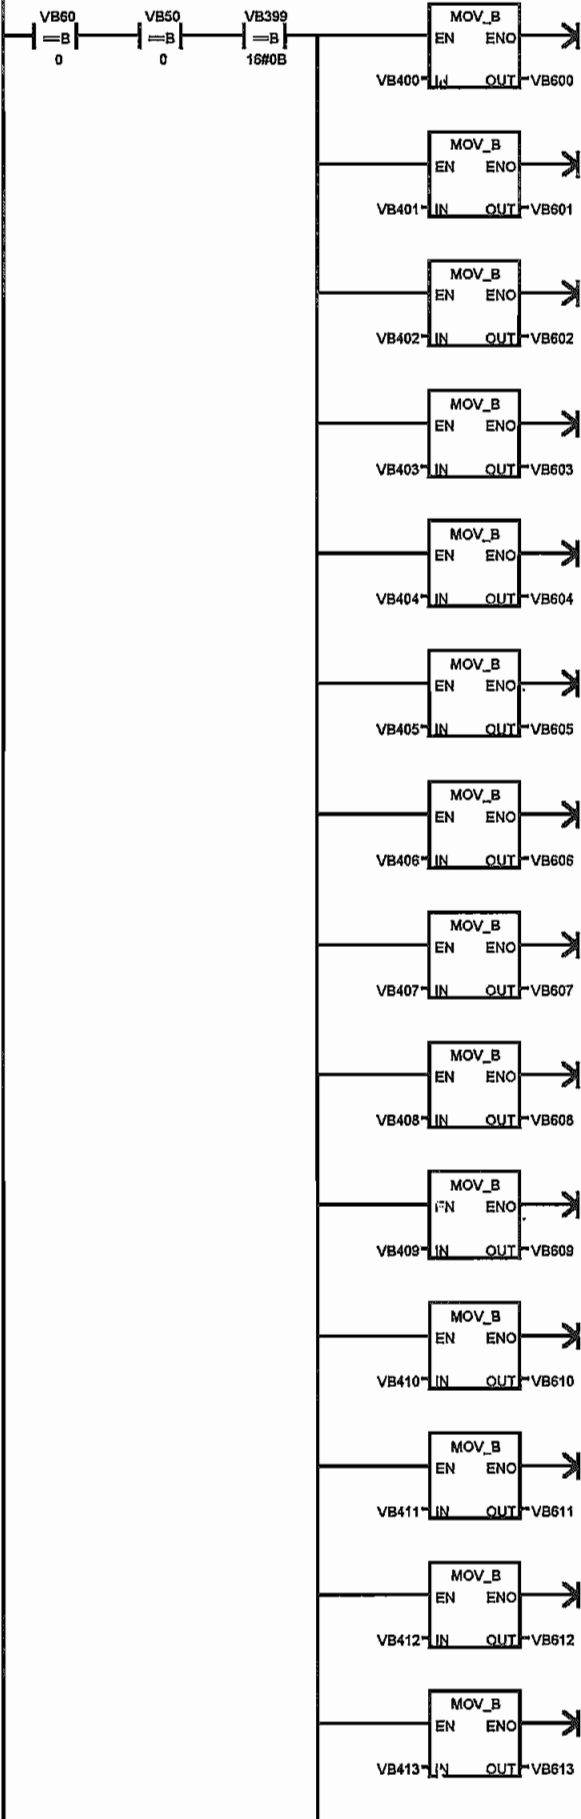 VB60 VB50 VB399
==B ==B ==B
0 0 16#0B
MOV_B
EN ENO
VB400 IN OUT VB600
MOV_B
EN ENO
VB401 IN OUT VB601
MOV_B
EN ENO
VB402 IN OUT VB602
MOV_B
EN ENO
VB403 IN OUT VB603
MOV_B
EN ENO
VB404 IN OUT VB604
MOV_B
EN ENO
VB405 IN OUT VB605
MOV_B
EN ENO
VB406 IN OUT VB606
MOV_B
EN ENO
VB407 IN OUT VB607
MOV_B
EN ENO
VB408 IN OUT VB608
MOV_B
EN ENO
VB409 IN OUT VB609
MOV_B
EN ENO
VB410 IN OUT VB610
MOV_B
EN ENO
VB411 IN OUT VB611
MOV_B
EN ENO
VB412 IN OUT VB612
MOV_B
EN ENO
VB413 IN OUT VB613